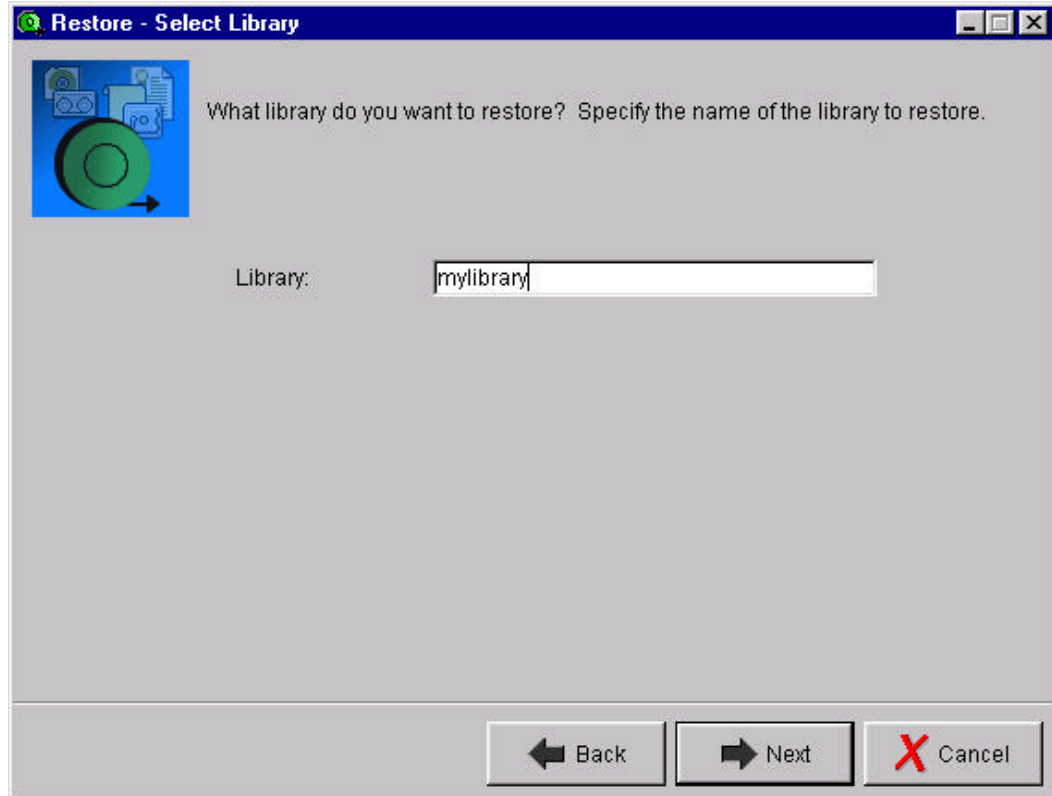 Restore - Select Library
What library do you want to restore?  Specify the name of the library to restore.
Library:
mylibrary
Back
Next
Cancel